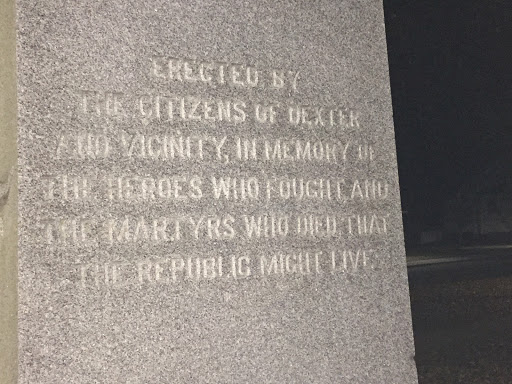 ERECTED BY
THE CITIZENS OF DEXTER
AND VICINITY, IN MEMORY OF
THE HEROES WHO FOUGHT, AND
THE MARTYRS WHO DIED, THAT
THE REPUBLIC MIGHT LIVE.